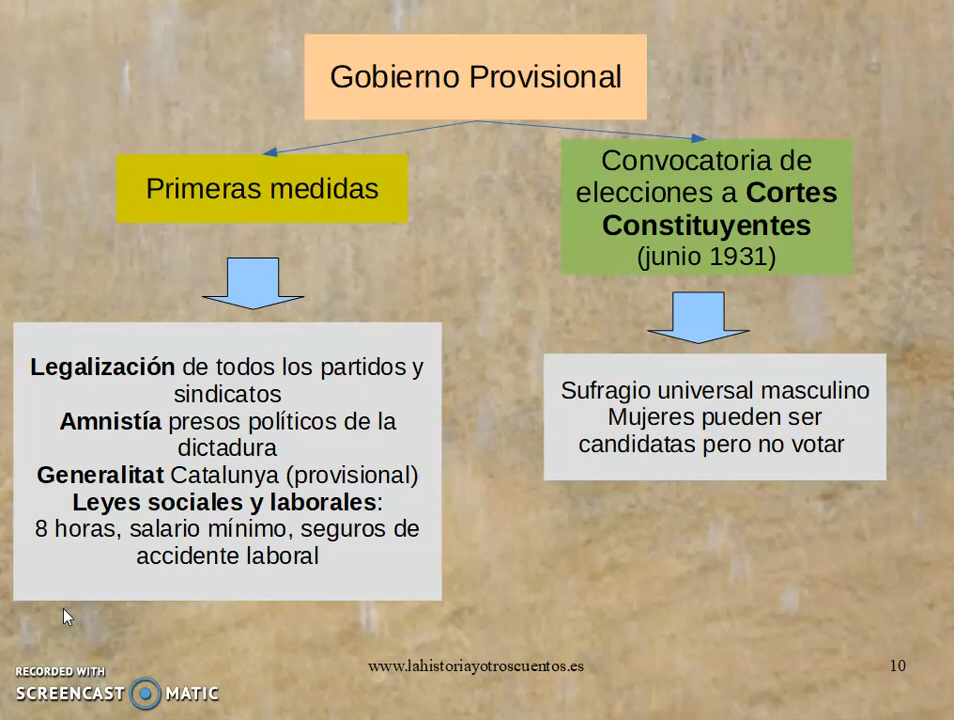 Gobierno Provisional
Primeras medidas
Convocatoria de
elecciones a Cortes
Constituyentes
(junio 1931)
Legalización de todos los partidos y
sindicatos
Amnistía presos políticos de la
dictadura
Generalitat Catalunya (provisional)
Leyes sociales y laborales:
8 horas, salario mínimo, seguros de
accidente laboral
Sufragio universal masculino
Mujeres pueden ser
candidatas pero no votar
www.lahistoriayotroscuentos.es
10
RECORDED WITH
SCREENCAST MATIC